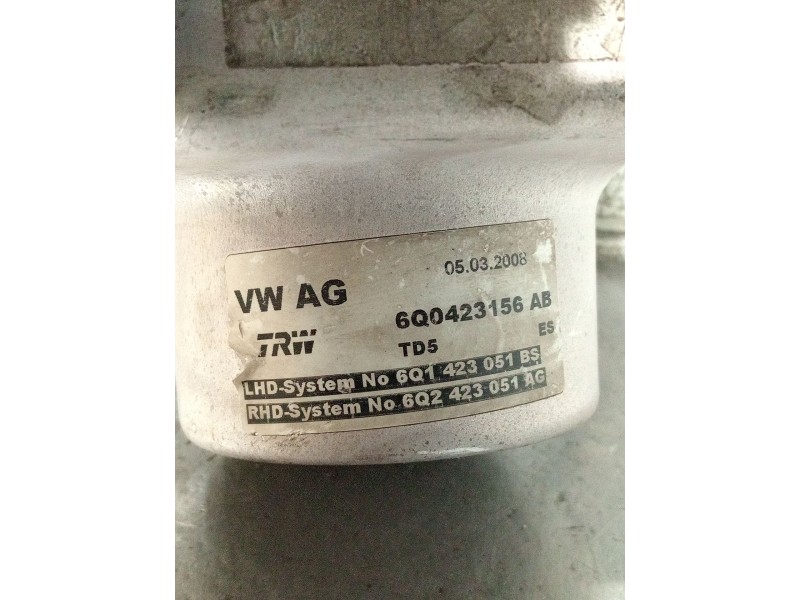 05.03.2008
VW AG
6Q0423156 AB
TRW
TD5
ES
LHD-System No 6Q1 423 051 BS
RHD-System No 6Q2 423 051 AG